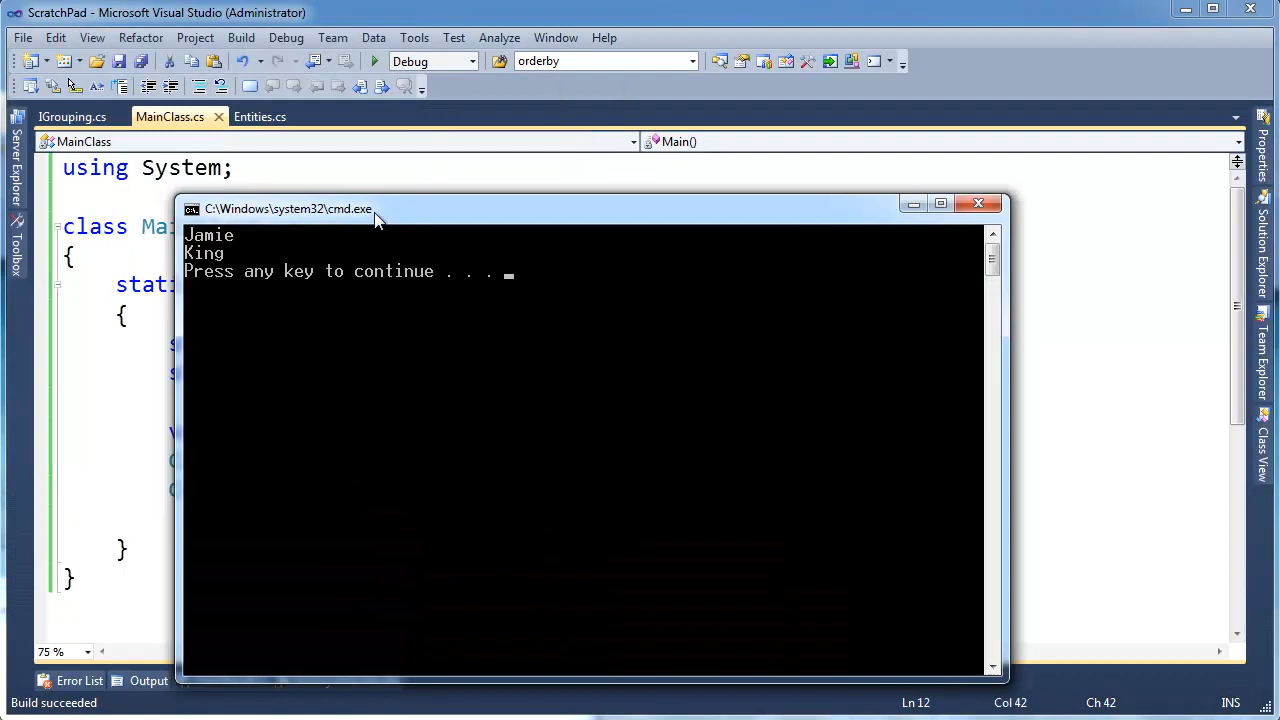 ScratchPad - Microsoft Visual Studio (Administrator)
File Edit View Refactor Project Build Debug Team Data Tools Test Analyze Window Help
Debug orderby
IGrouping.cs MainClass.cs Entities.cs
MainClass Main()
using System;
C:\Windows\system32\cmd.exe
class Mai
Jamie
King
Press any key to continue . . .
{
stati
{
s
s
v
C
C
}
}
75 %
Error List Output
Build succeeded Ln 12 Col 42 Ch 42 INS
Server Explorer
Toolbox
Properties
Solution Explorer
Team Explorer
Class View